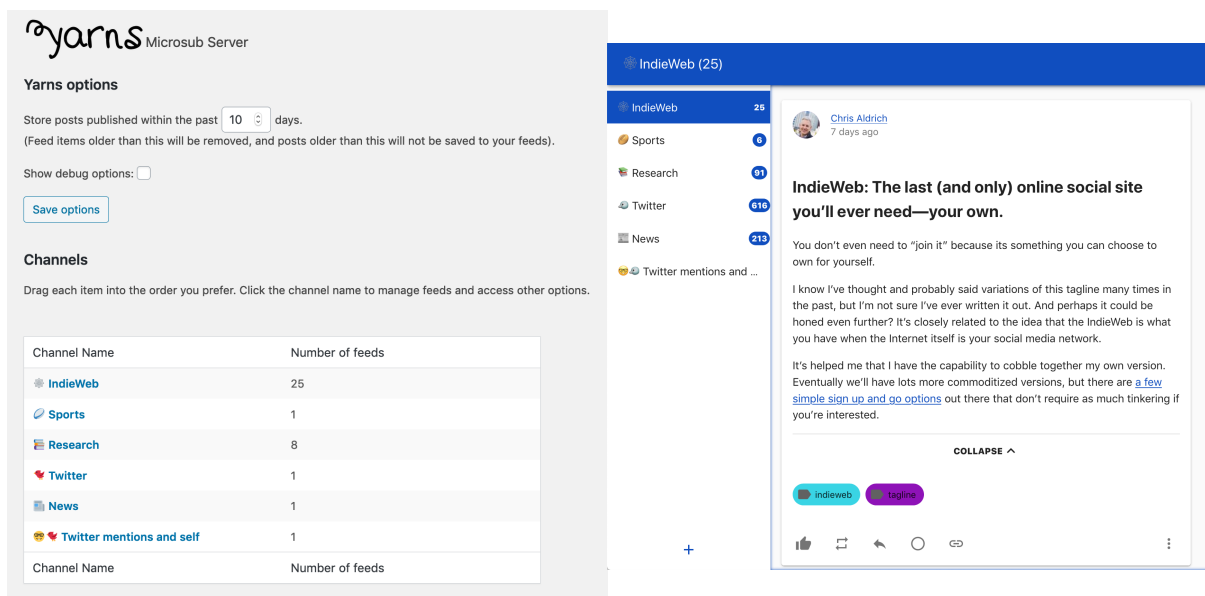 yarns Microsub Server
Yarns options
Store posts published within the past 10 days.
(Feed items older than this will be removed, and posts older than this will not be saved to your feeds).
Show debug options:
Save options
Channels
Drag each item into the order you prefer. Click the channel name to manage feeds and access other options.
Channel Name Number of feeds
IndieWeb 25
Sports 1
Research 8
Twitter 1
News 1
Twitter mentions and self 1
Channel Name Number of feeds
IndieWeb (25)
IndieWeb 25
Sports 6
Research 91
Twitter 616
News 213
Twitter mentions and ...
+
Chris Aldrich
7 days ago
IndieWeb: The last (and only) online social site
you’ll ever need—your own.
You don’t even need to “join it” because its something you can choose to
own for yourself.
I know I’ve thought and probably said variations of this tagline many times in
the past, but I’m not sure I’ve ever written it out. And perhaps it could be
honed even further? It’s closely related to the idea that the IndieWeb is what
you have when the Internet itself is your social media network.
It’s helped me that I have the capability to cobble together my own version.
Eventually we’ll have lots more commoditized versions, but there are a few
simple sign up and go options out there that don’t require as much tinkering if
you’re interested.
COLLAPSE
indieweb tagline